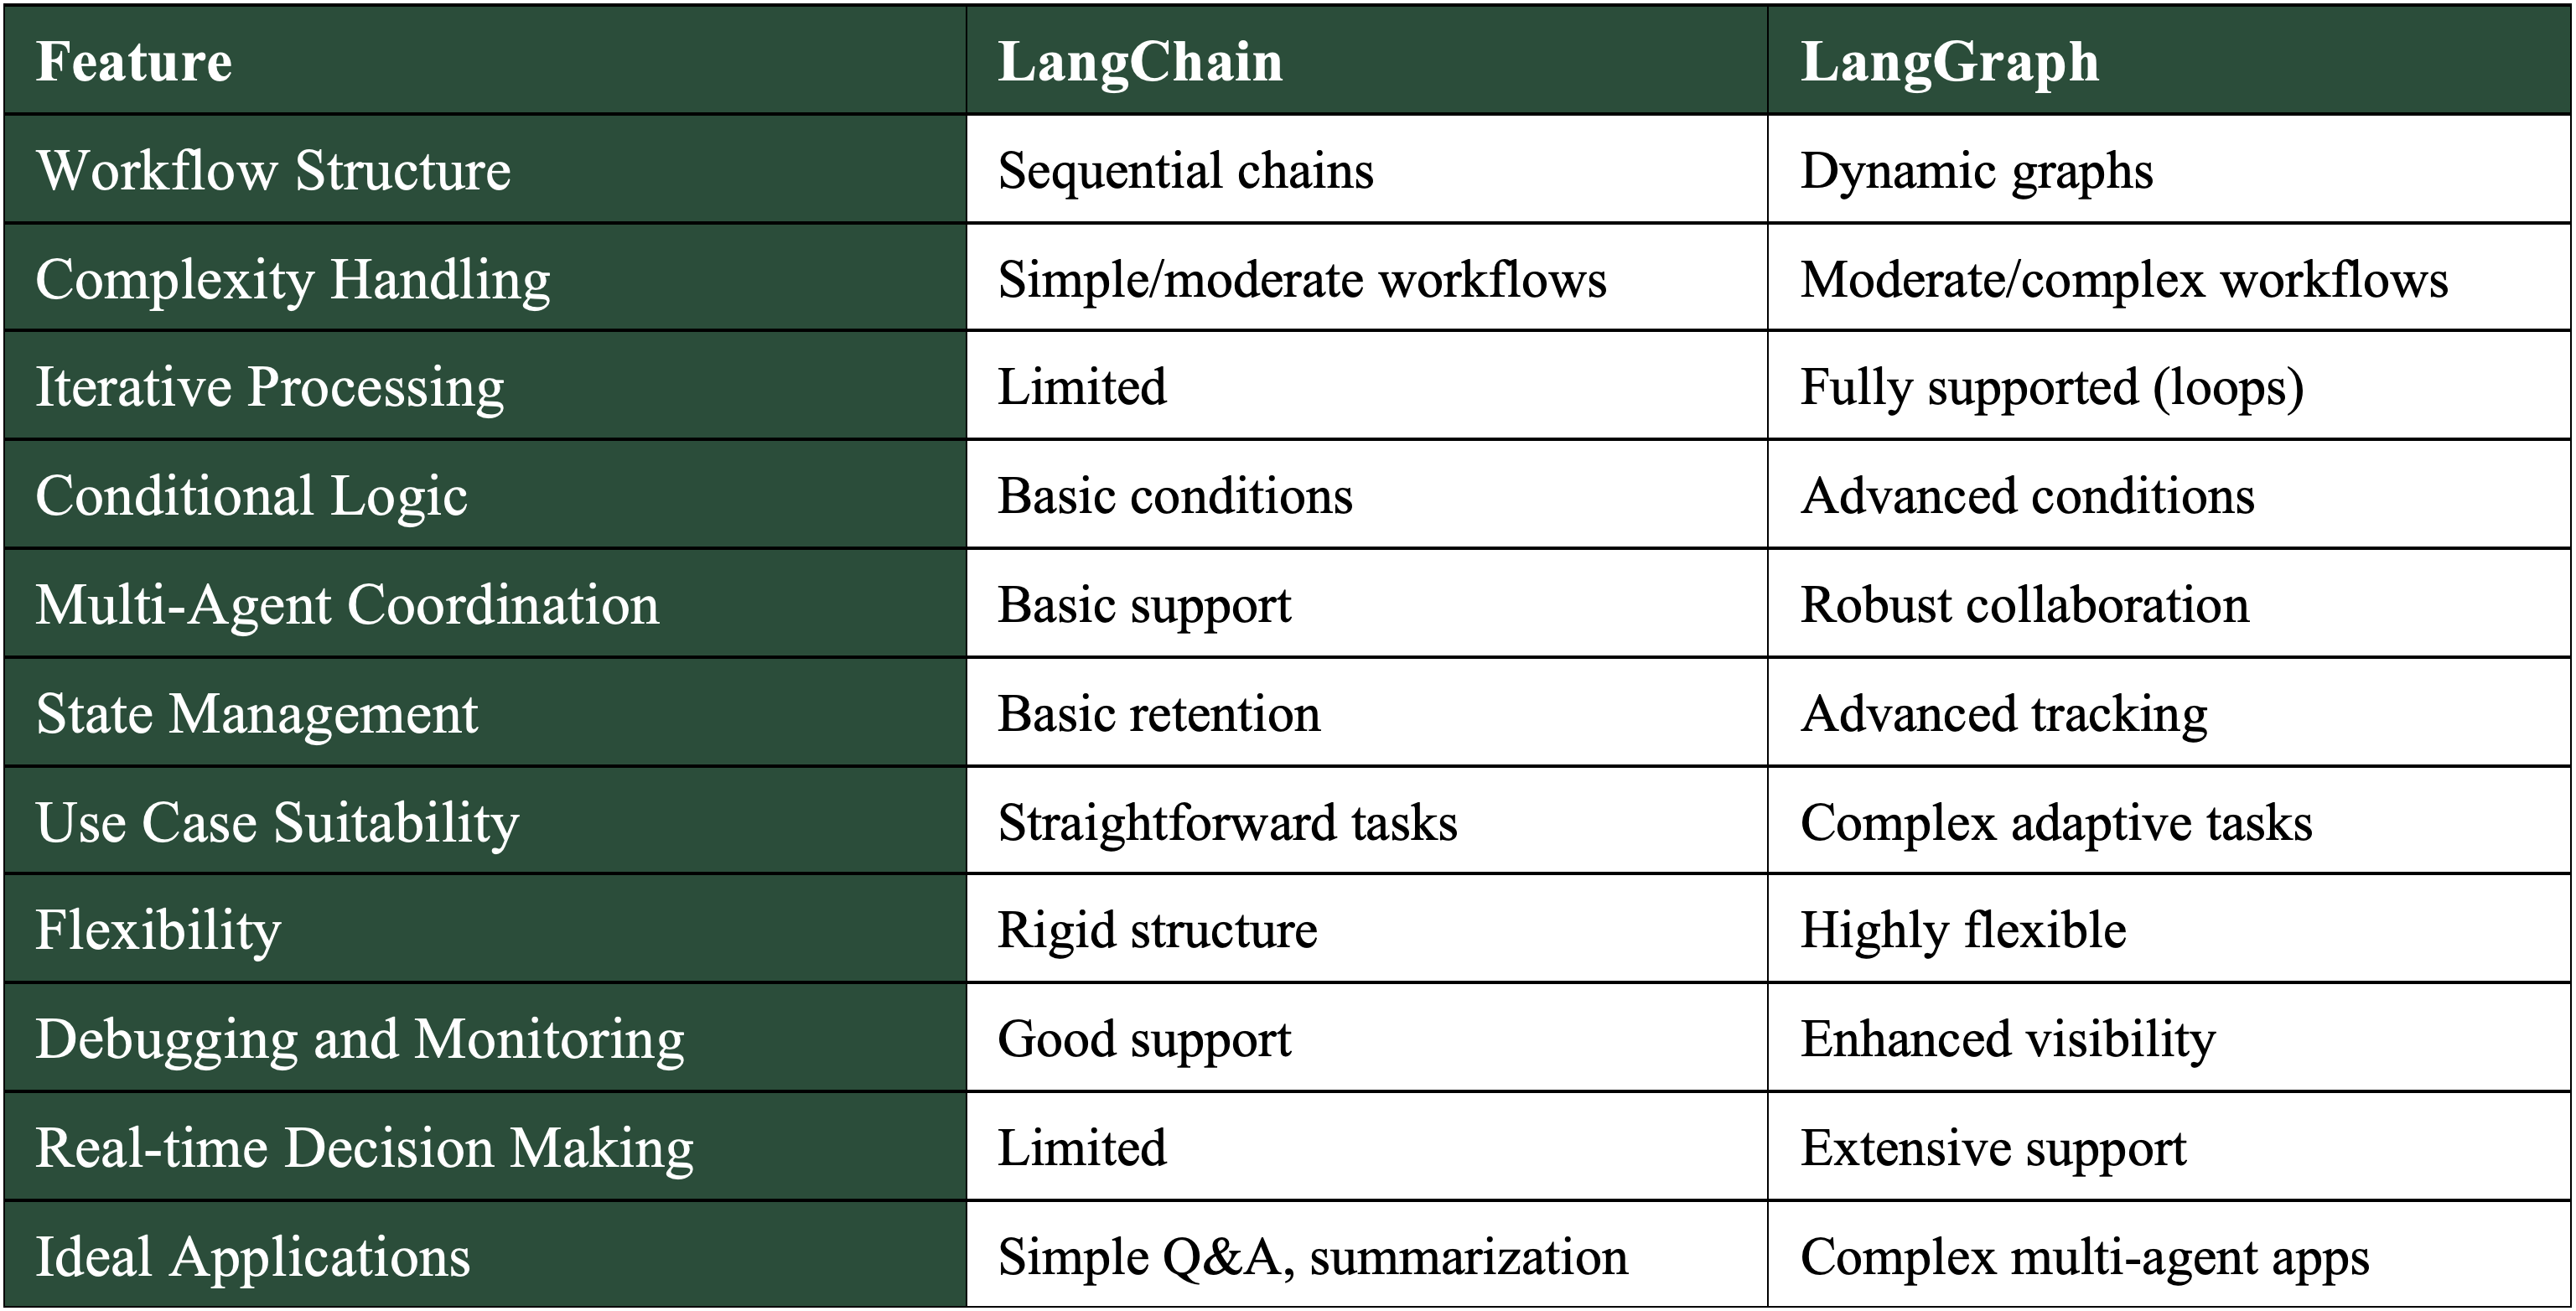 Feature LangChain LangGraph
Workflow Structure Sequential chains Dynamic graphs
Complexity Handling Simple/moderate workflows Moderate/complex workflows
Iterative Processing Limited Fully supported (loops)
Conditional Logic Basic conditions Advanced conditions
Multi-Agent Coordination Basic support Robust collaboration
State Management Basic retention Advanced tracking
Use Case Suitability Straightforward tasks Complex adaptive tasks
Flexibility Rigid structure Highly flexible
Debugging and Monitoring Good support Enhanced visibility
Real-time Decision Making Limited Extensive support
Ideal Applications Simple Q&A, summarization Complex multi-agent apps